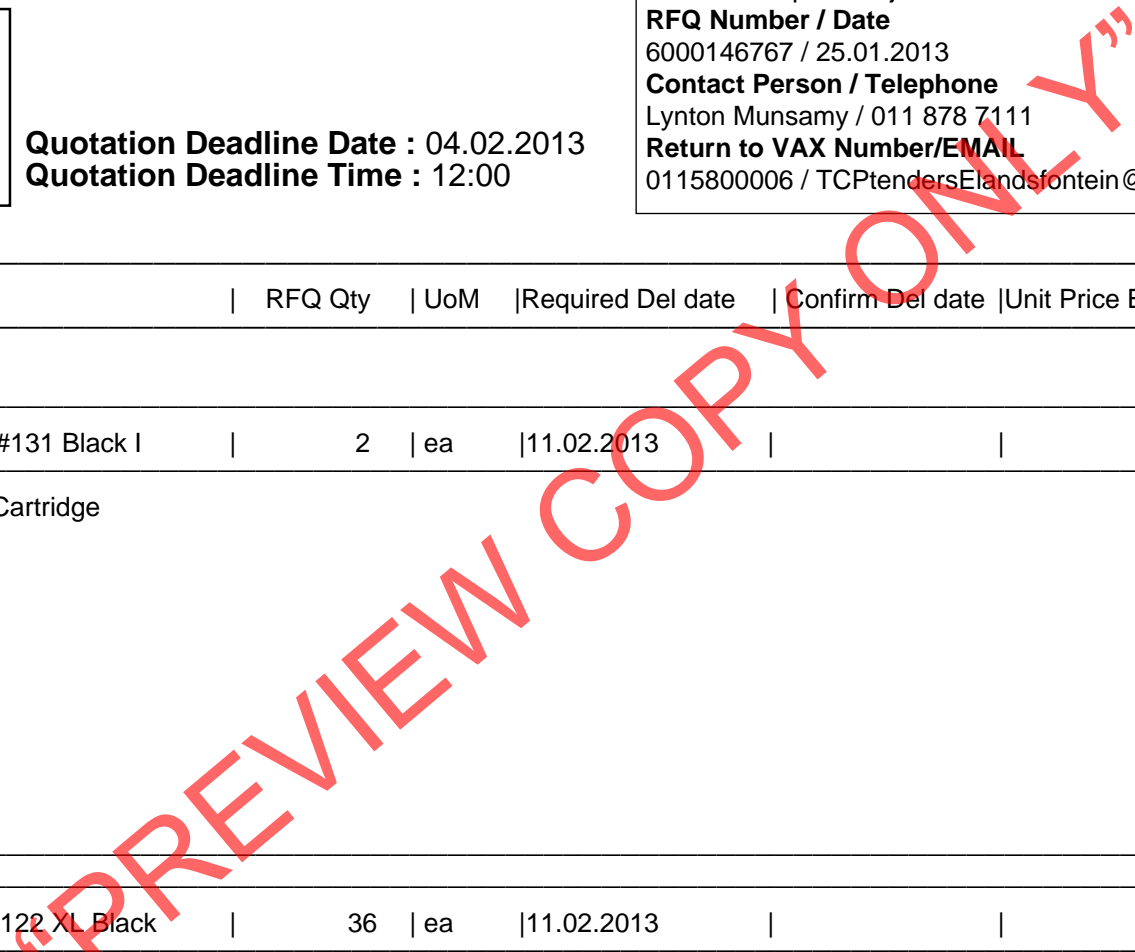 RFQ Number / Date
6000146767 / 25.01.2013
Contact Person / Telephone
Lynton Munsamy / 011 878 7111
Return to VAX Number/EMAIL
0115800006 / TCPtendersElandsfontein@
Quotation Deadline Date : 04.02.2013
Quotation Deadline Time : 12:00
| RFQ Qty | UoM |Required Del date | Confirm Del date |Unit Price E
#131 Black I | 2 | ea |11.02.2013 | |
Cartridge
122 XL Black | 36 | ea |11.02.2013 | |
“PREVIEW COPY ONLY”